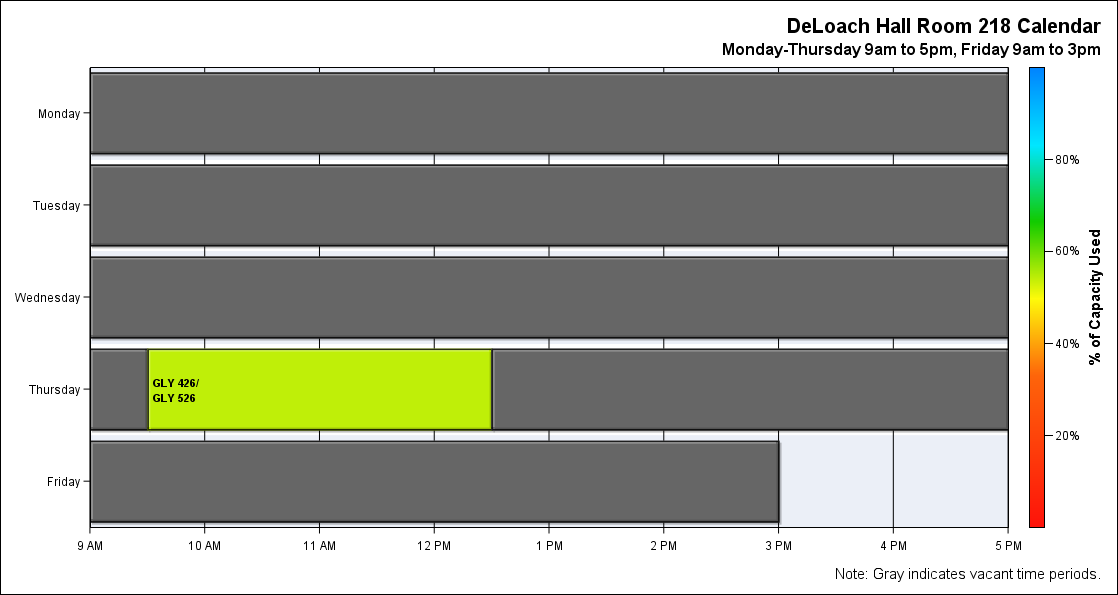 DeLoach Hall Room 218 Calendar
Monday-Thursday 9am to 5pm, Friday 9am to 3pm
Monday
Tuesday
Wednesday
Thursday
Friday
GLY 426/
GLY 526
9 AM 10 AM 11 AM 12 PM 1 PM 2 PM 3 PM 4 PM 5 PM
80%
60%
40%
20%
% of Capacity Used
Note: Gray indicates vacant time periods.